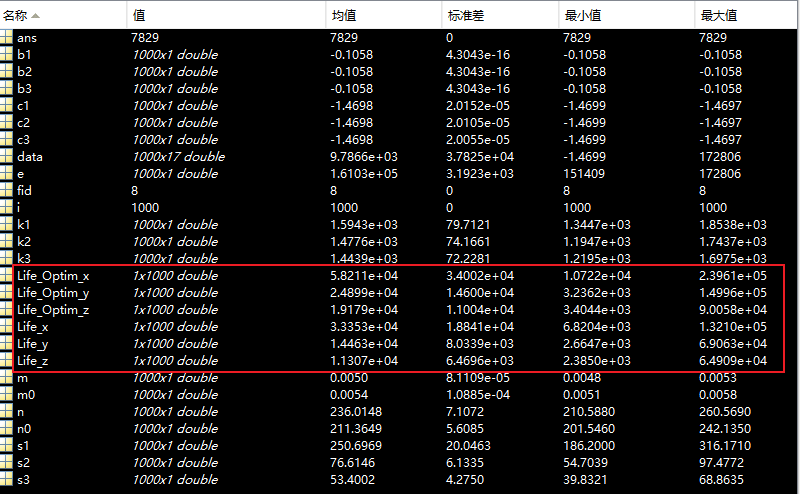 名称 值 均值 标准差 最小值 最大值
ans 7829 7829 0 7829 7829
b1 1000x1 double -0.1058 4.3043e-16 -0.1058 -0.1058
b2 1000x1 double -0.1058 4.3043e-16 -0.1058 -0.1058
b3 1000x1 double -0.1058 4.3043e-16 -0.1058 -0.1058
c1 1000x1 double -1.4698 2.0152e-05 -1.4699 -1.4697
c2 1000x1 double -1.4698 2.0105e-05 -1.4699 -1.4697
c3 1000x1 double -1.4698 2.0055e-05 -1.4699 -1.4697
data 1000x17 double 9.7866e+03 3.7825e+04 -1.4699 172806
e 1000x1 double 1.6103e+05 3.1923e+03 151409 172806
fid 8 8 0 8 8
i 1000 1000 0 1000 1000
k1 1000x1 double 1.5943e+03 79.7121 1.3447e+03 1.8538e+03
k2 1000x1 double 1.4776e+03 74.1661 1.1947e+03 1.7437e+03
k3 1000x1 double 1.4439e+03 72.2281 1.2195e+03 1.6975e+03
Life_Optim_x 1x1000 double 5.8211e+04 3.4002e+04 1.0722e+04 2.3961e+05
Life_Optim_y 1x1000 double 2.4899e+04 1.4600e+04 3.2362e+03 1.4996e+05
Life_Optim_z 1x1000 double 1.9179e+04 1.1004e+04 3.4044e+03 9.0058e+04
Life_x 1x1000 double 3.3353e+04 1.8841e+04 6.8204e+03 1.3210e+05
Life_y 1x1000 double 1.4463e+04 8.0339e+03 2.6647e+03 6.9063e+04
Life_z 1x1000 double 1.1307e+04 6.4696e+03 2.3850e+03 6.4909e+04
m 1000x1 double 0.0050 8.1109e-05 0.0048 0.0053
m0 1000x1 double 0.0054 1.0885e-04 0.0051 0.0058
n 1000x1 double 236.0148 7.1072 210.5880 260.5690
n0 1000x1 double 211.3649 5.6085 201.5460 242.1350
s1 1000x1 double 250.6969 20.0463 186.2000 316.1710
s2 1000x1 double 76.6146 6.1335 54.7039 97.4772
s3 1000x1 double 53.4002 4.2750 39.8321 68.8635